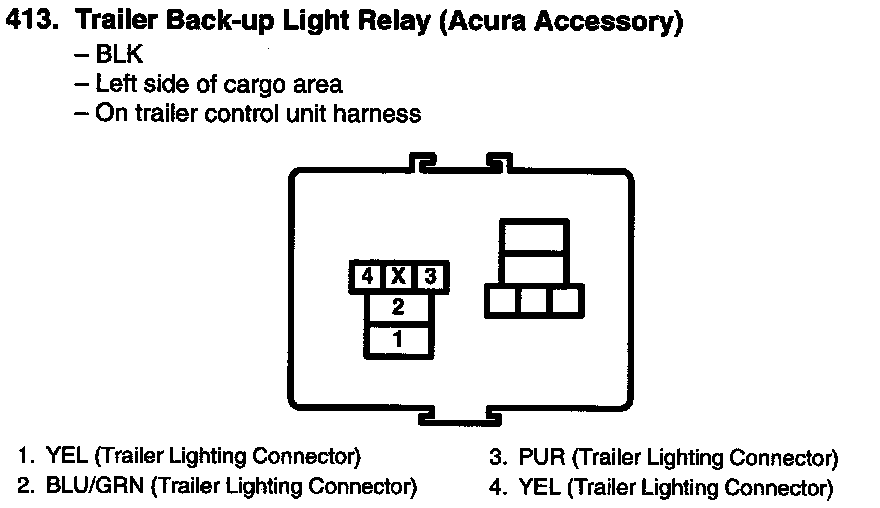 413. Trailer Back-up Light Relay (Acura Accessory)
– BLK
– Left side of cargo area
– On trailer control unit harness
4 X 3
2
1
1. YEL (Trailer Lighting Connector)
2. BLU/GRN (Trailer Lighting Connector)
3. PUR (Trailer Lighting Connector)
4. YEL (Trailer Lighting Connector)